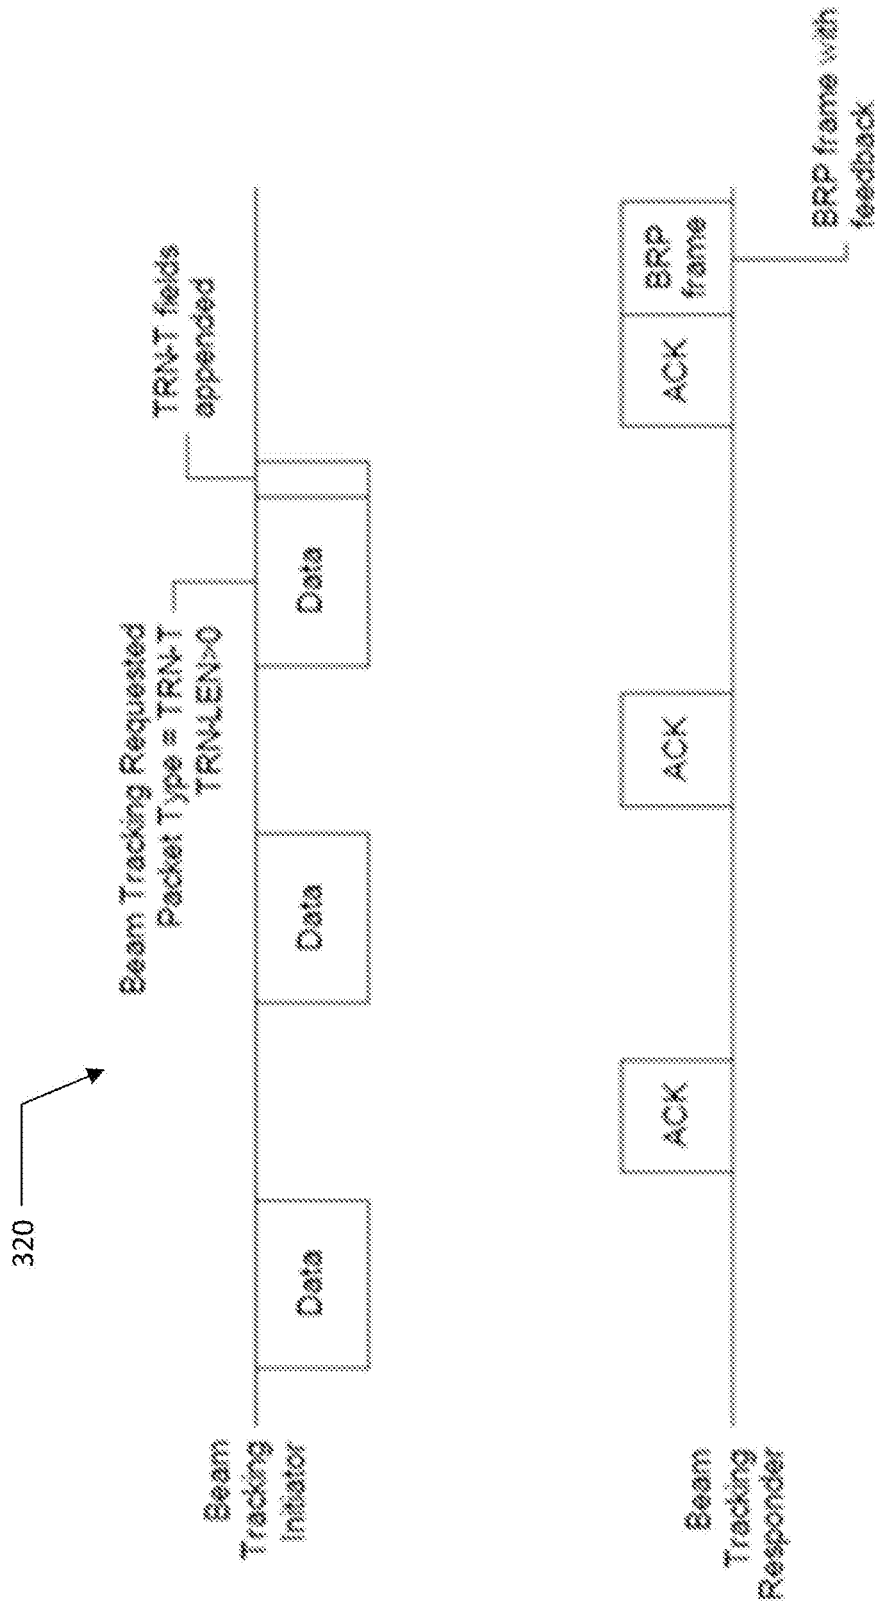 320
Beam Tracking Requested
Packet Type = TRN-T
TRN-LEN>0
TRN-T fields
appended
Beam
Tracking
Initiator
Data
Data
Data
Beam
Tracking
Responder
ACK
ACK
ACK
BRP
frame
BRP frame with
feedback